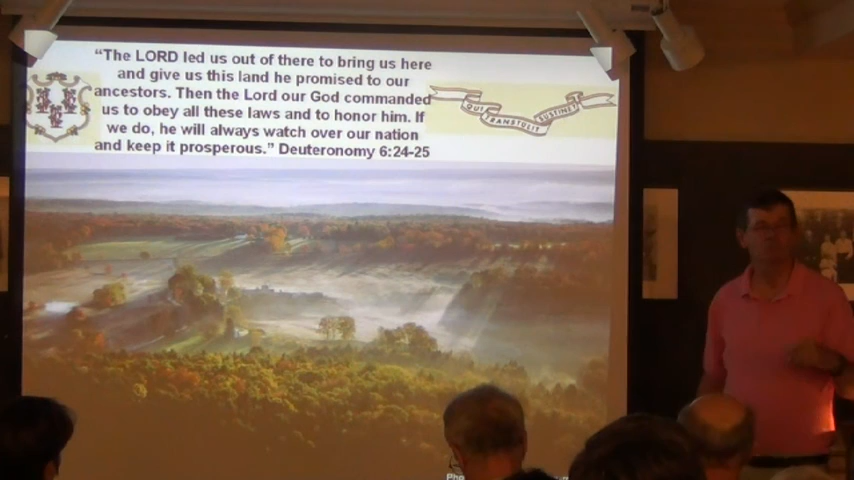 “The LORD led us out of there to bring us here
and give us this land he promised to our
ancestors. Then the Lord our God commanded
us to obey all these laws and to honor him. If
we do, he will always watch over our nation
and keep it prosperous.” Deuteronomy 6:24-25
QUI TRANSTULIT SUSTINET